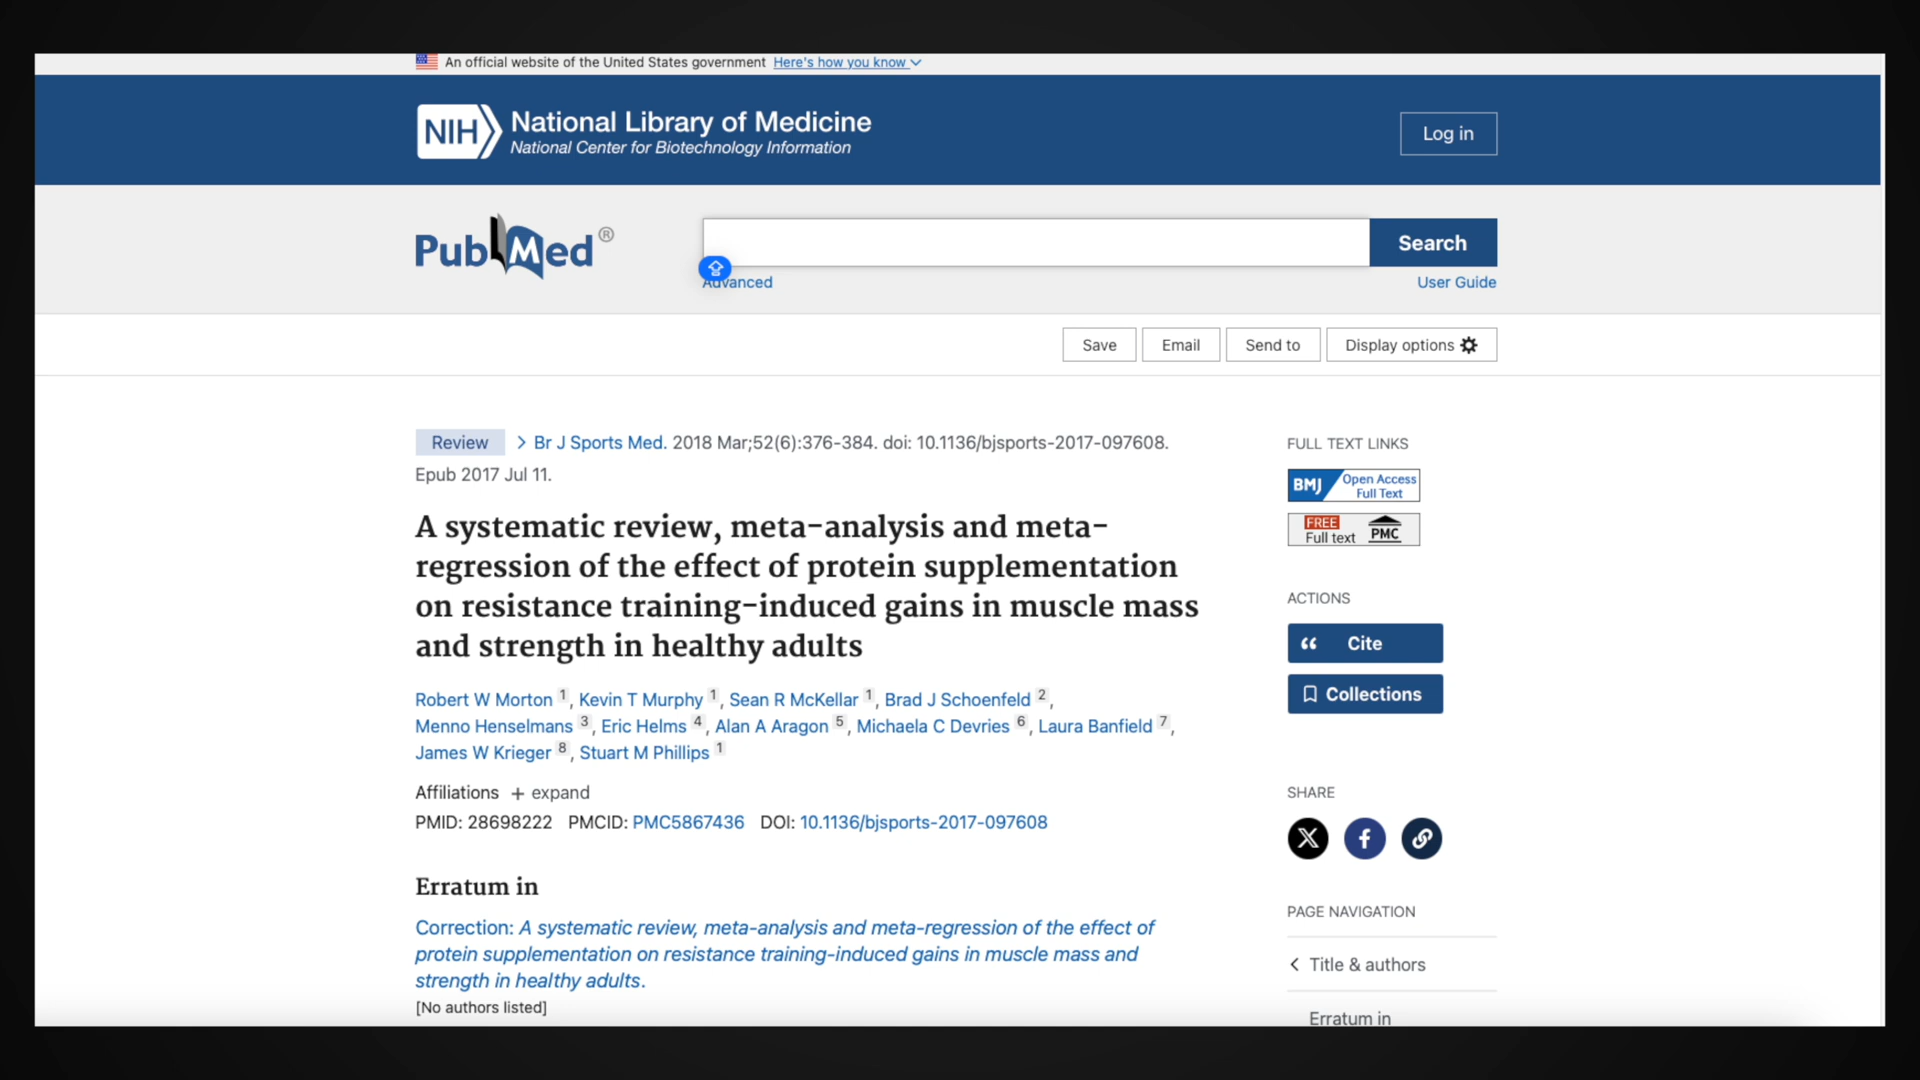 An official website of the United States government Here's how you know
NIH National Library of Medicine
National Center for Biotechnology Information
Log in
PubMed®
Search
Advanced
User Guide
Save Email Send to Display options
Review Br J Sports Med. 2018 Mar;52(6):376-384. doi: 10.1136/bjsports-2017-097608.
Epub 2017 Jul 11.
A systematic review, meta-analysis and meta-
regression of the effect of protein supplementation
on resistance training-induced gains in muscle mass
and strength in healthy adults
Robert W Morton 1, Kevin T Murphy 1, Sean R McKellar 1, Brad J Schoenfeld 2,
Menno Henselmans 3, Eric Helms 4, Alan A Aragon 5, Michaela C Devries 6, Laura Banfield 7,
James W Krieger 8, Stuart M Phillips 1
Affiliations + expand
PMID: 28698222 PMCID: PMC5867436 DOI: 10.1136/bjsports-2017-097608
Erratum in
Correction: A systematic review, meta-analysis and meta-regression of the effect of
protein supplementation on resistance training-induced gains in muscle mass and
strength in healthy adults.
[No authors listed]
FULL TEXT LINKS
BMJ Open Access
Full Text
FREE
Full text PMC
ACTIONS
Cite
Collections
SHARE
PAGE NAVIGATION
Title & authors
Erratum in